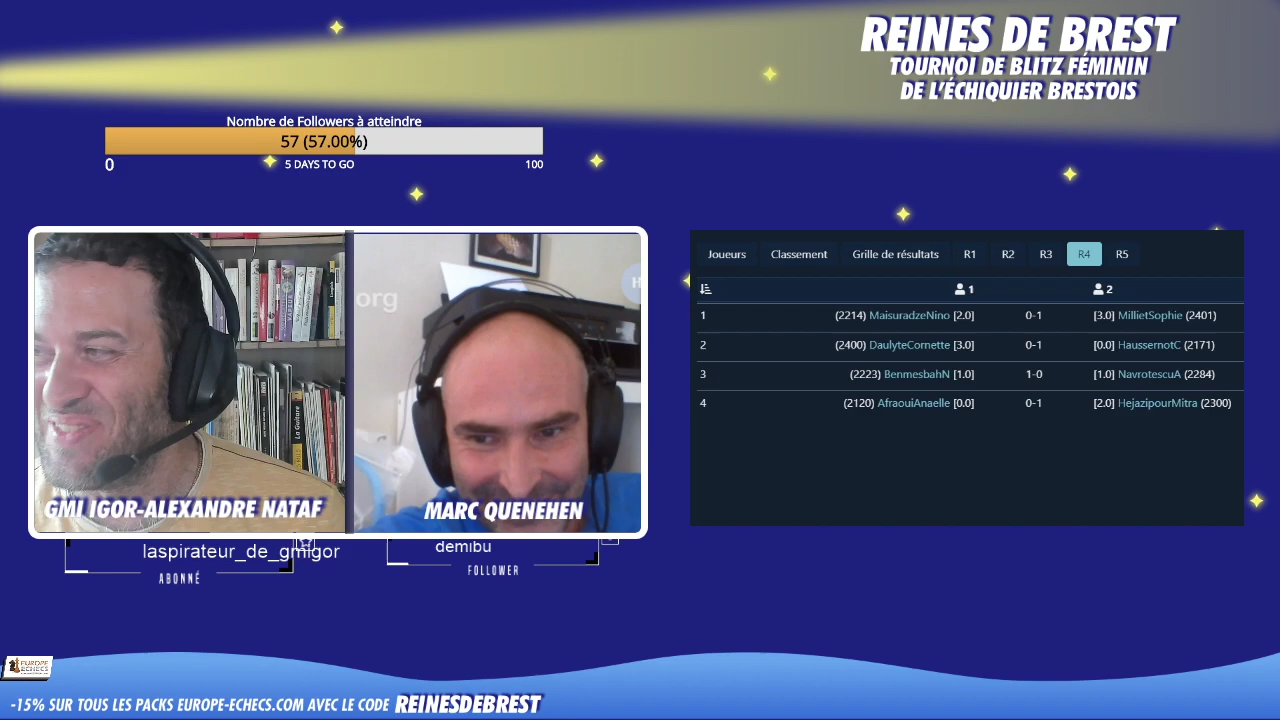 REINES DE BREST
TOURNOI DE BLITZ FÉMININ
DE L'ÉCHIQUIER BRESTOIS
Nombre de Followers à atteindre
57 (57.00%)
0
5 DAYS TO GO
100
org
H
GMI IGOR-ALEXANDRE NATAF
MARC QUENEHEN
laspirateur_de_gmigor
ABONNÉ
demibu
FOLLOWER
Joueurs Classement Grille de résultats R1 R2 R3 R4 R5
1 2
1 (2214) MaisuradzeNino [2.0] 0-1 [3.0] MillietSophie (2401)
2 (2400) DaulyteCornette [3.0] 0-1 [0.0] HaussernotC (2171)
3 (2223) BenmesbahN [1.0] 1-0 [1.0] NavrotescuA (2284)
4 (2120) AfraouiAnaelle [0.0] 0-1 [2.0] HejazipourMitra (2300)
EUROPE
ECHECS
-15% SUR TOUS LES PACKS EUROPE-ECHECS.COM AVEC LE CODE REINESDEBREST